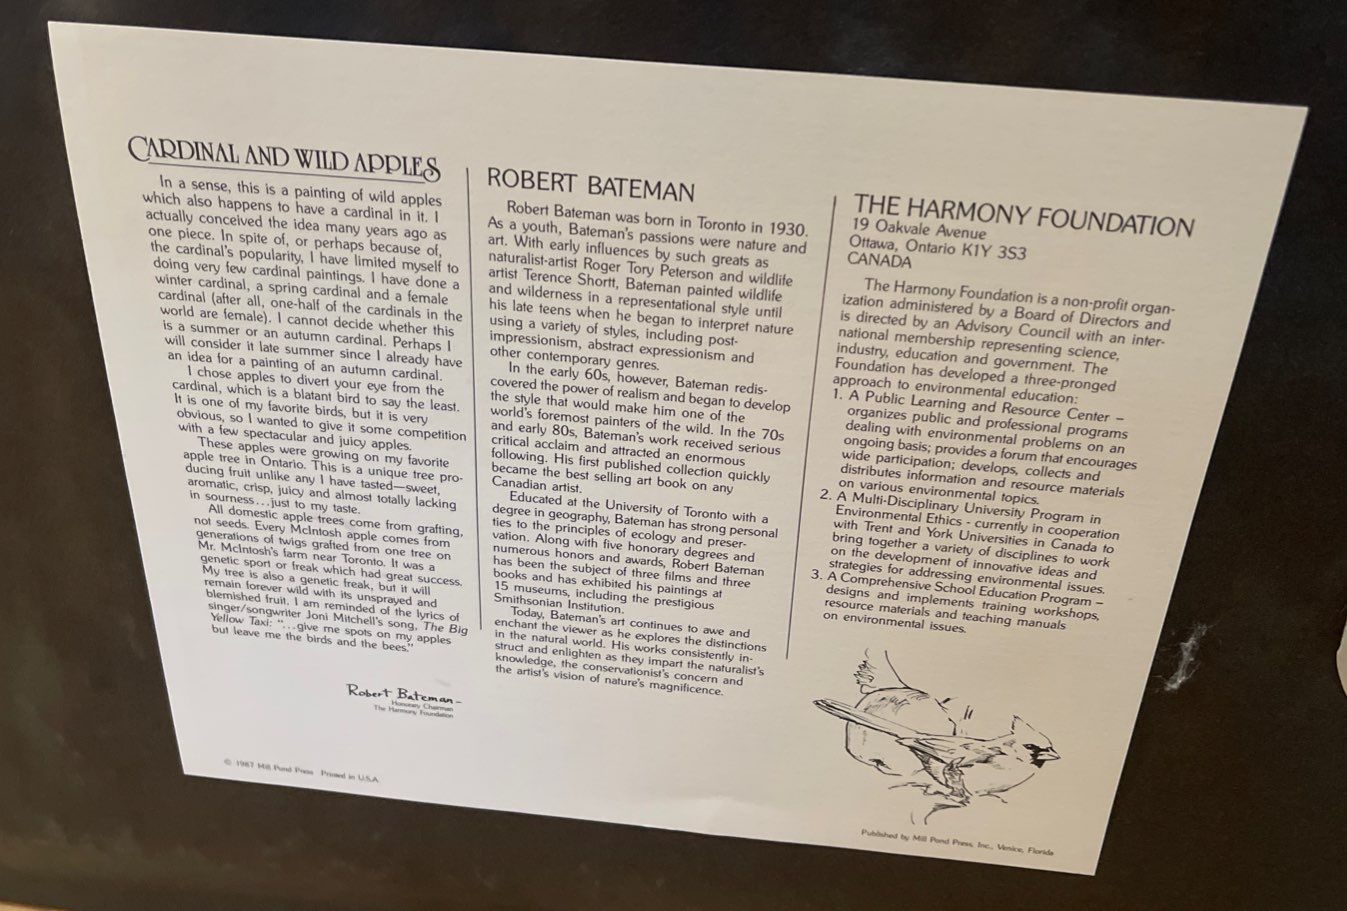 CARDINAL AND WILD APPLES
In a sense, this is a painting of wild apples
which also happens to have a cardinal in it. I
actually conceived the idea many years ago as
one piece. In spite of, or perhaps because of,
the cardinal's popularity, I have limited myself to
doing very few cardinal paintings. I have done a
winter cardinal, a spring cardinal and a female
cardinal (after all, one-half of the cardinals in the
world are female). I cannot decide whether this
is a summer or an autumn cardinal. Perhaps I
will consider it late summer since I already have
an idea for a painting of an autumn cardinal.
I chose apples to divert your eye from the
cardinal, which is a blatant bird to say the least.
It is one of my favorite birds, but it is very
obvious, so I wanted to give it some competition
with a few spectacular and juicy apples.
These apples were growing on my favorite
apple tree in Ontario. This is a unique tree pro-
ducing fruit unlike any I have tasted—sweet,
aromatic, crisp, juicy and almost totally lacking
in sourness...just to my taste.
All domestic apple trees come from grafting,
not seeds. Every McIntosh apple comes from
generations of twigs grafted from one tree on
Mr. McIntosh's farm near Toronto. It was a
genetic sport or freak which had great success.
My tree is also a genetic freak, but it will
remain forever wild with its unsprayed and
blemished fruit. I am reminded of the lyrics of
singer/songwriter Joni Mitchell's song, The Big
Yellow Taxi: "...give me spots on my apples
but leave me the birds and the bees."
Robert Bateman –
Honorary Chairman
The Harmony Foundation
© 1987 Mill Pond Press Printed in U.S.A.
ROBERT BATEMAN
Robert Bateman was born in Toronto in 1930.
As a youth, Bateman's passions were nature and
art. With early influences by such greats as
naturalist-artist Roger Tory Peterson and wildlife
artist Terence Shortt, Bateman painted wildlife
and wilderness in a representational style until
his late teens when he began to interpret nature
using a variety of styles, including post-
impressionism, abstract expressionism and
other contemporary genres.
In the early 60s, however, Bateman redis-
covered the power of realism and began to develop
the style that would make him one of the
world's foremost painters of the wild. In the 70s
and early 80s, Bateman's work received serious
critical acclaim and attracted an enormous
following. His first published collection quickly
became the best selling art book on any
Canadian artist.
Educated at the University of Toronto with a
degree in geography, Bateman has strong personal
ties to the principles of ecology and preser-
vation. Along with five honorary degrees and
numerous honors and awards, Robert Bateman
has been the subject of three films and three
books and has exhibited his paintings at
15 museums, including the prestigious
Smithsonian Institution.
Today, Bateman's art continues to awe and
enchant the viewer as he explores the distinctions
in the natural world. His works consistently in-
struct and enlighten as they impart the naturalist's
knowledge, the conservationist's concern and
the artist's vision of nature's magnificence.
THE HARMONY FOUNDATION
19 Oakvale Avenue
Ottawa, Ontario K1Y 3S3
CANADA
The Harmony Foundation is a non-profit organ-
ization administered by a Board of Directors and
is directed by an Advisory Council with an inter-
national membership representing science,
industry, education and government. The
Foundation has developed a three-pronged
approach to environmental education:
1. A Public Learning and Resource Center –
organizes public and professional programs
dealing with environmental problems on an
ongoing basis; provides a forum that encourages
wide participation; develops, collects and
distributes information and resource materials
on various environmental topics.
2. A Multi-Disciplinary University Program in
Environmental Ethics - currently in cooperation
with Trent and York Universities in Canada to
bring together a variety of disciplines to work
on the development of innovative ideas and
strategies for addressing environmental issues.
3. A Comprehensive School Education Program –
designs and implements training workshops,
resource materials and teaching manuals
on environmental issues.
Published by Mill Pond Press, Inc., Venice, Florida